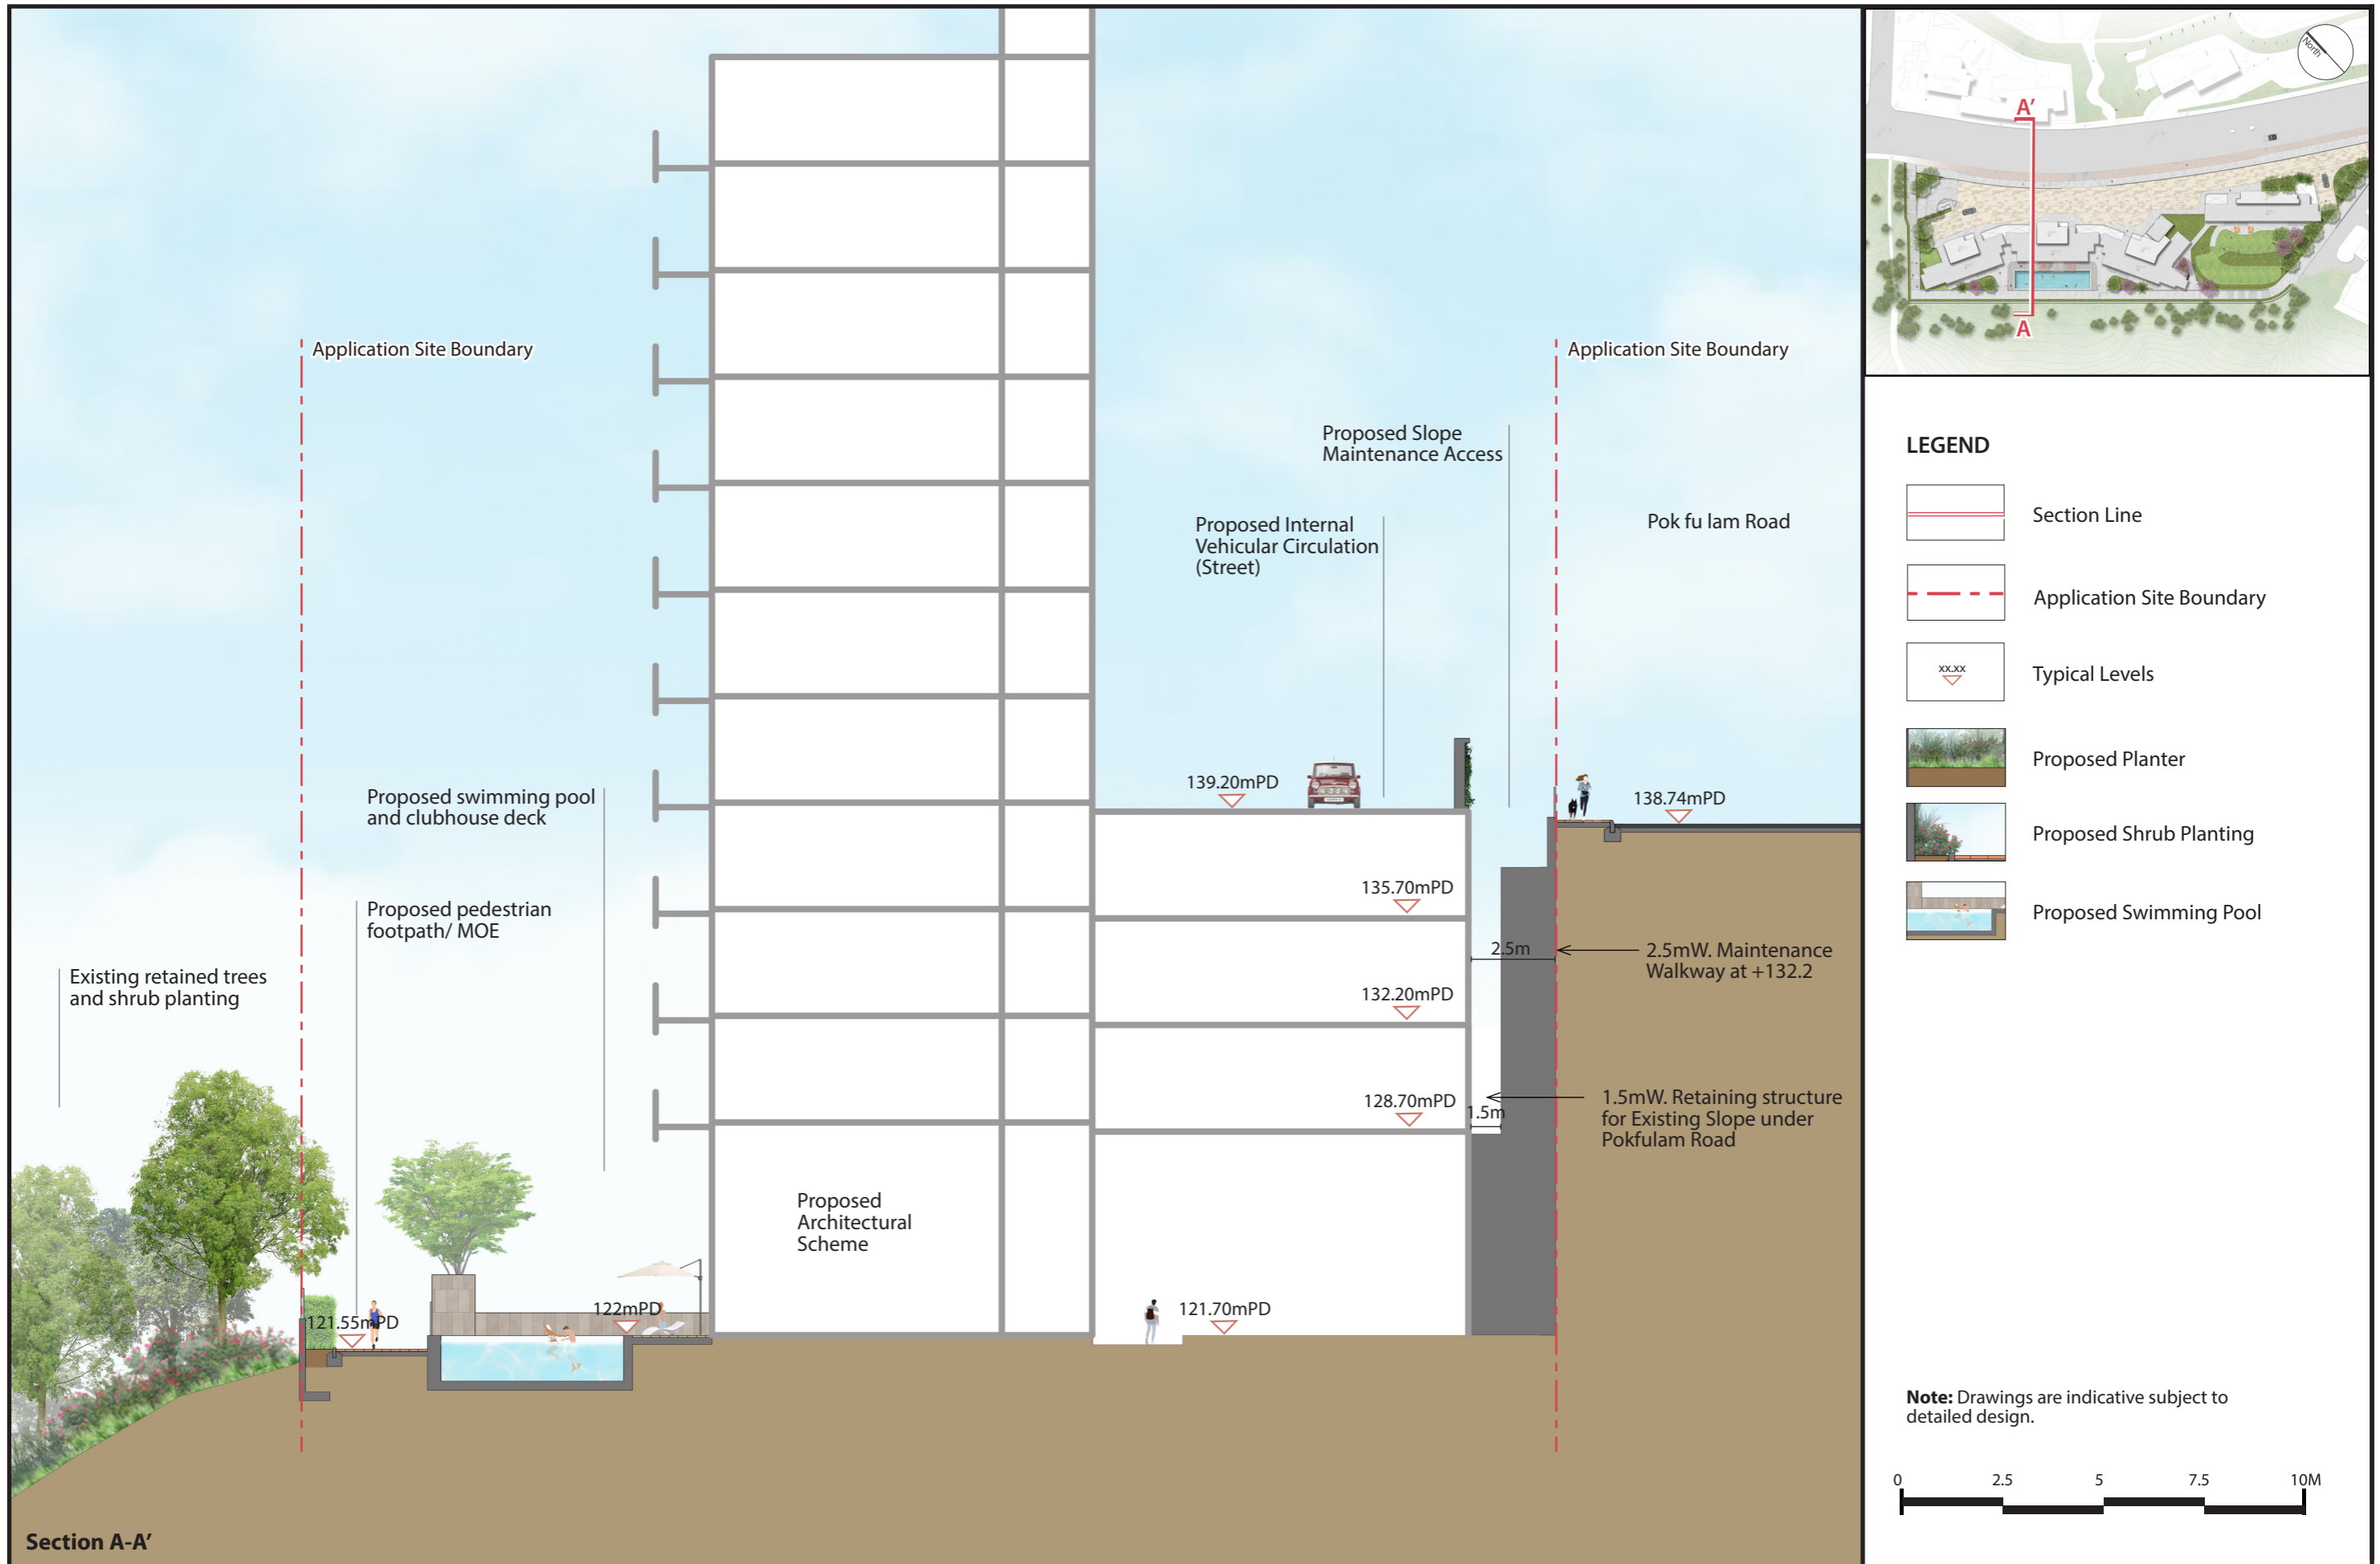 Application Site Boundary
Application Site Boundary
Proposed Slope
Maintenance Access
Pok fu lam Road
Proposed Internal
Vehicular Circulation
(Street)
139.20mPD
138.74mPD
Proposed swimming pool
and clubhouse deck
Proposed pedestrian
footpath/ MOE
Existing retained trees
and shrub planting
135.70mPD
2.5m
2.5mW. Maintenance
Walkway at +132.2
132.20mPD
128.70mPD
1.5m
1.5mW. Retaining structure
for Existing Slope under
Pokfulam Road
Proposed
Architectural
Scheme
121.55mPD
122mPD
121.70mPD
Section A-A’
North
A’
A
LEGEND
Section Line
Application Site Boundary
xx.xx
Typical Levels
Proposed Planter
Proposed Shrub Planting
Proposed Swimming Pool
Note: Drawings are indicative subject to
detailed design.
0 2.5 5 7.5 10M